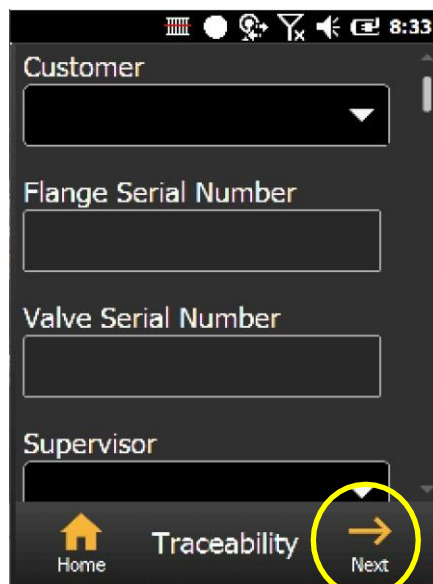 8:33
Customer
Flange Serial Number
Valve Serial Number
Supervisor
Home
Traceability
Next